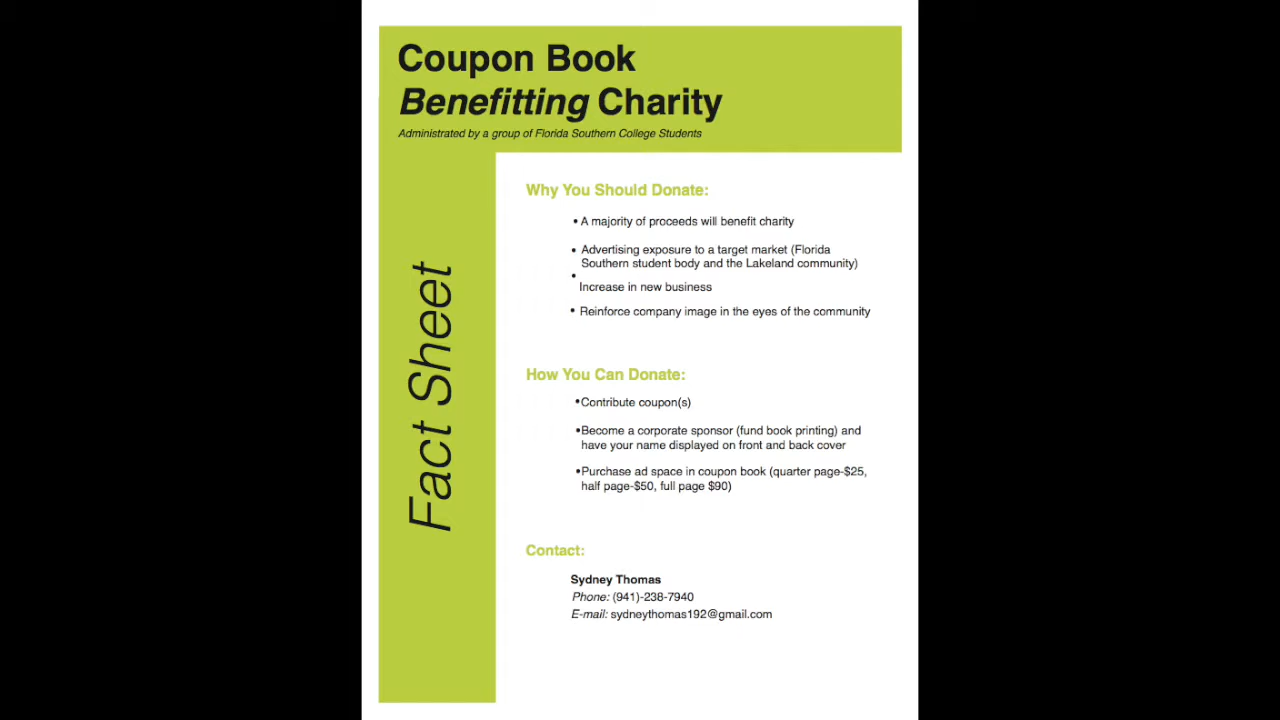 Coupon Book
Benefitting Charity
Administrated by a group of Florida Southern College Students
Fact Sheet
Why You Should Donate:
• A majority of proceeds will benefit charity
• Advertising exposure to a target market (Florida
Southern student body and the Lakeland community)
•
Increase in new business
• Reinforce company image in the eyes of the community
How You Can Donate:
•Contribute coupon(s)
•Become a corporate sponsor (fund book printing) and
have your name displayed on front and back cover
•Purchase ad space in coupon book (quarter page-$25,
half page-$50, full page $90)
Contact:
Sydney Thomas
Phone: (941)-238-7940
E-mail: sydneythomas192@gmail.com